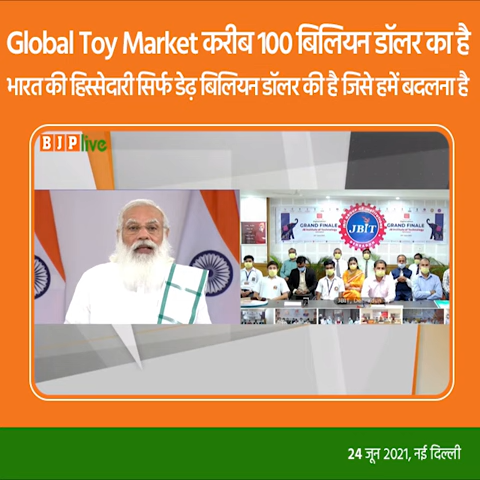 Global Toy Market करीब 100 बिलियन डॉलर का है
भारत की हिस्सेदारी सिर्फ डेढ़ बिलियन डॉलर की है जिसे हमें बदलना है
BJP live
GRAND FINALE
JBIT
GRAND FINALE
24 जून 2021, नई दिल्ली